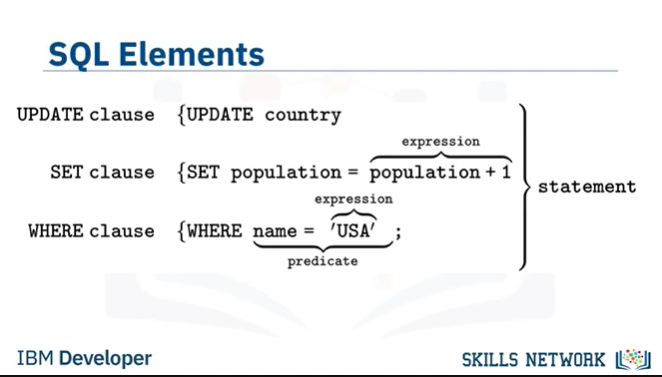 SQL Elements
UPDATE clause {UPDATE country
expression
SET clause {SET population = population + 1
statement
expression
WHERE clause {WHERE name = 'USA' ;
predicate
IBM Developer
SKILLS NETWORK